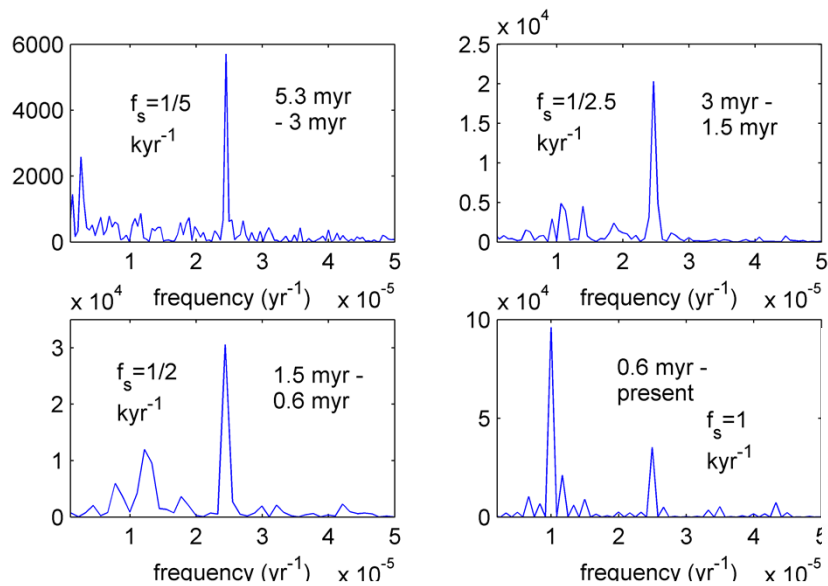 6000
4000
2000
0
f_s=1/5
kyr^-1
5.3 myr
- 3 myr
1 2 3 4 5
frequency (yr^-1) x 10^-5
x 10^4
2.5
2
1.5
1
0.5
0
f_s=1/2.5
kyr^-1
3 myr -
1.5 myr
1 2 3 4 5
frequency (yr^-1) x 10^-5
x 10^4
3
2
1
0
f_s=1/2
kyr^-1
1.5 myr -
0.6 myr
1 2 3 4 5
frequency (yr^-1) x 10^-5
x 10^4
10
5
0
0.6 myr -
present
f_s=1
kyr^-1
1 2 3 4 5
frequency (yr^-1) x 10^-5